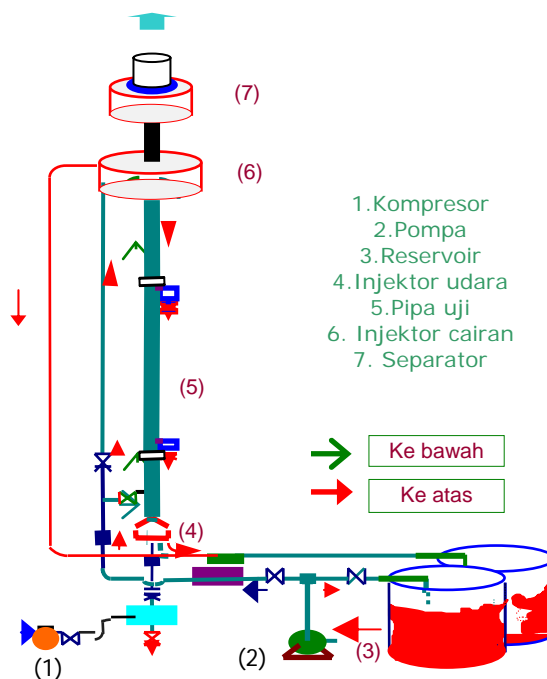 (7)
(6)
1.Kompresor
2.Pompa
3.Reservoir
4.Injektor udara
5.Pipa uji
6. Injektor cairan
7. Separator
(5)
Ke bawah
Ke atas
(4)
(1)
(2)
(3)